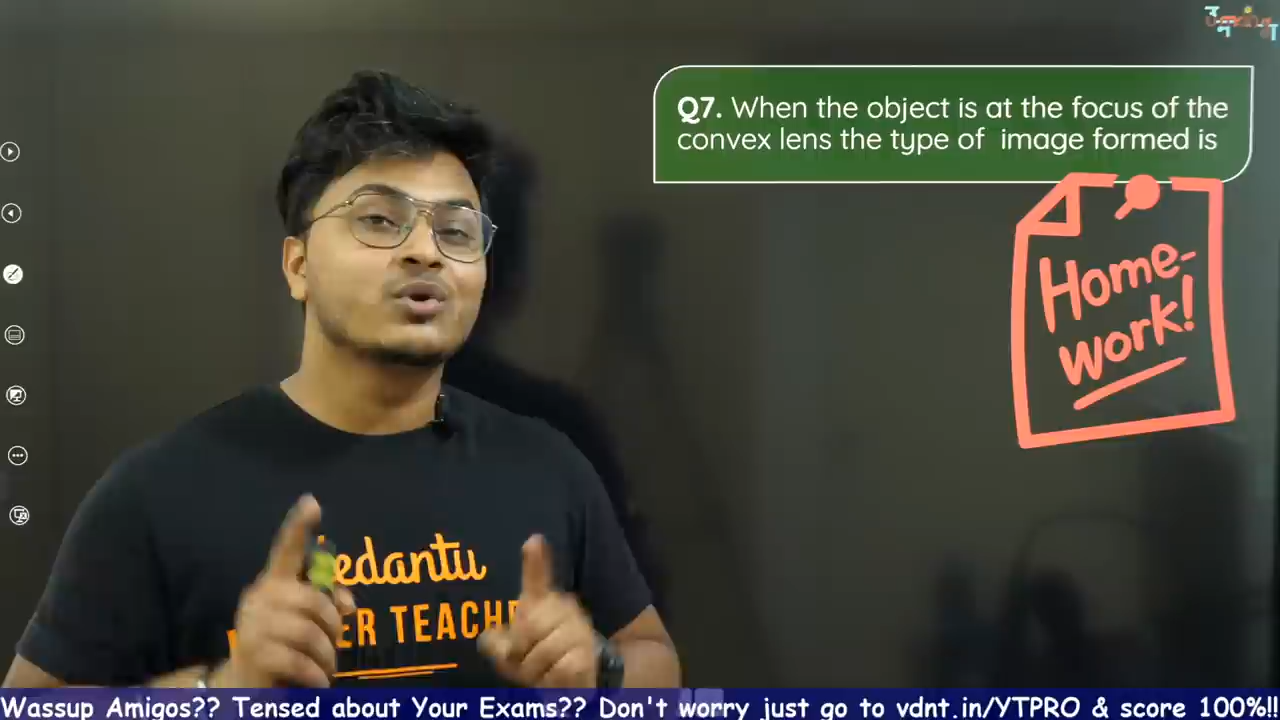 Q7. When the object is at the focus of the
convex lens the type of image formed is
Home-
work!
edantu
ER TEACHE
Wassup Amigos?? Tensed about Your Exams?? Don't worry just go to vdnt.in/YTPRO & score 100%!!